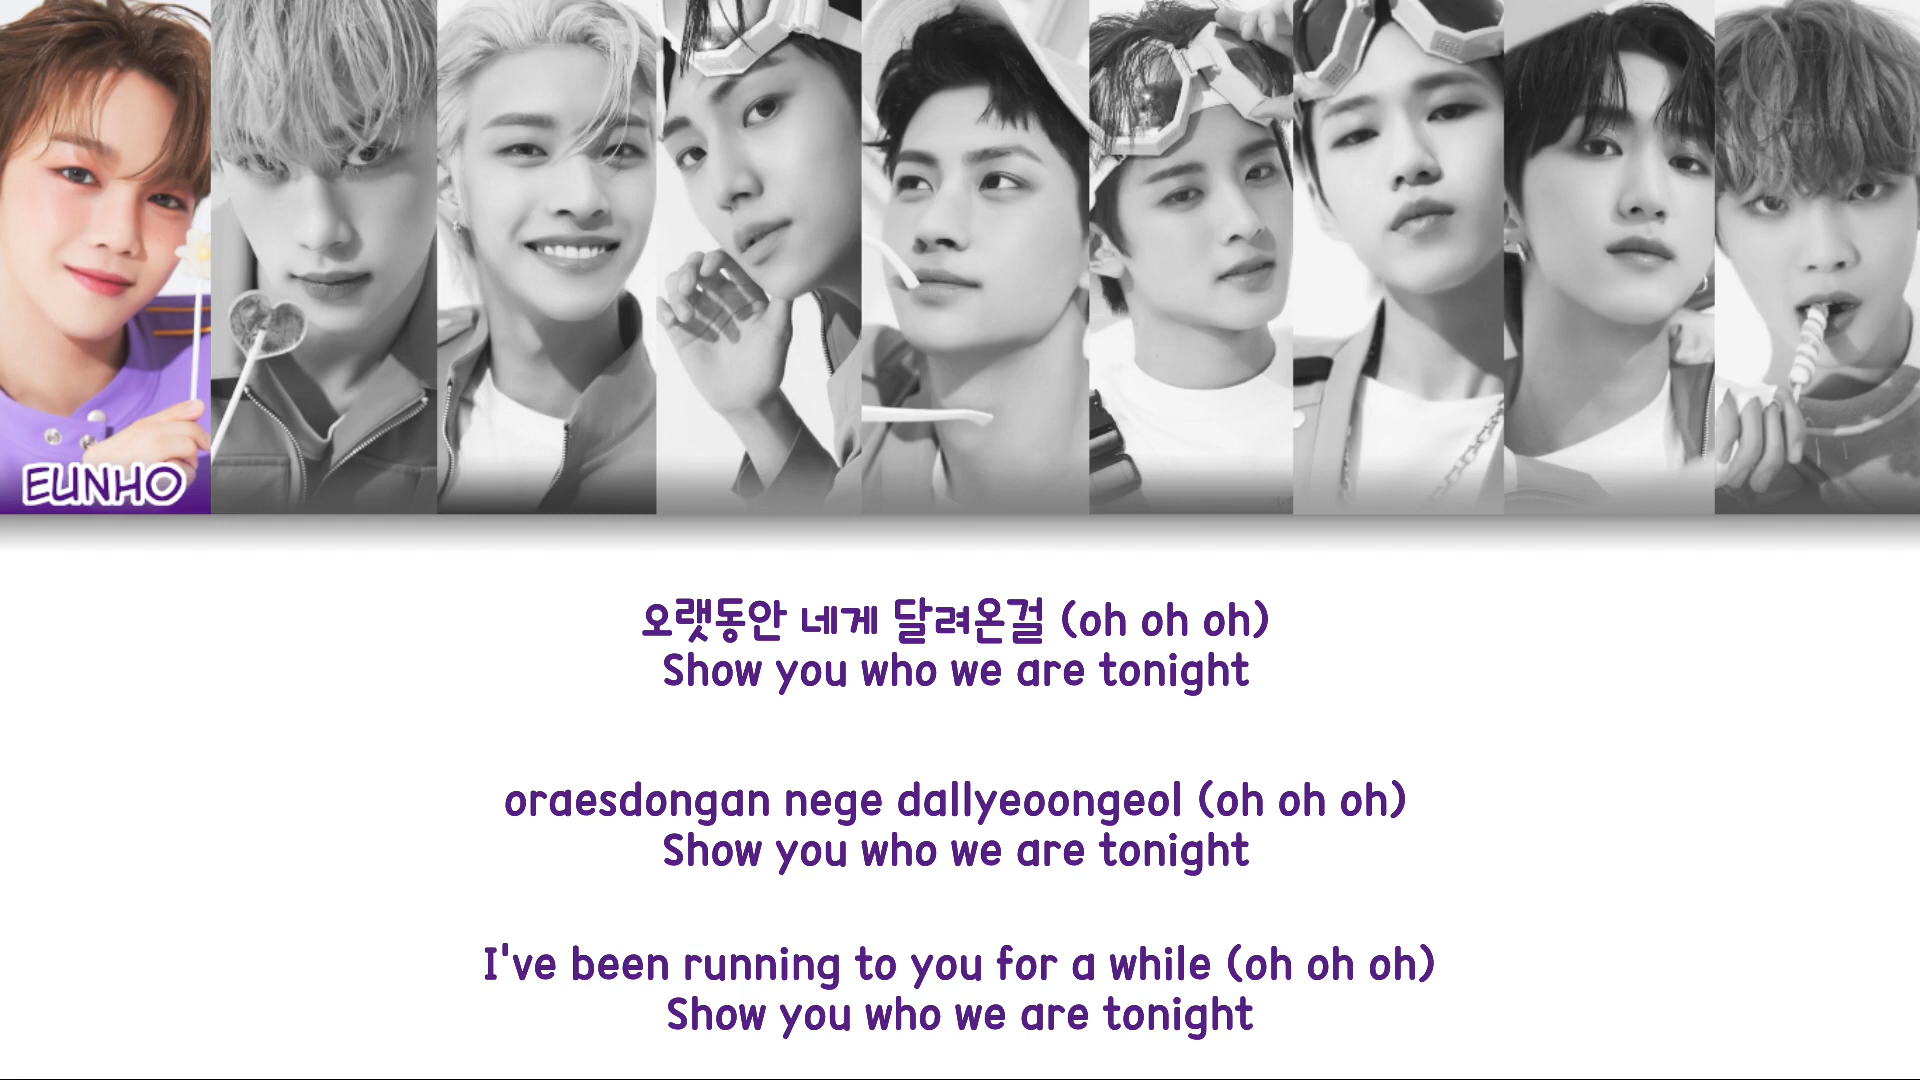 EUNHO
오랫동안 네게 달려온걸 (oh oh oh)
Show you who we are tonight
oraesdongan nege dallyeoongeol (oh oh oh)
Show you who we are tonight
I've been running to you for a while (oh oh oh)
Show you who we are tonight